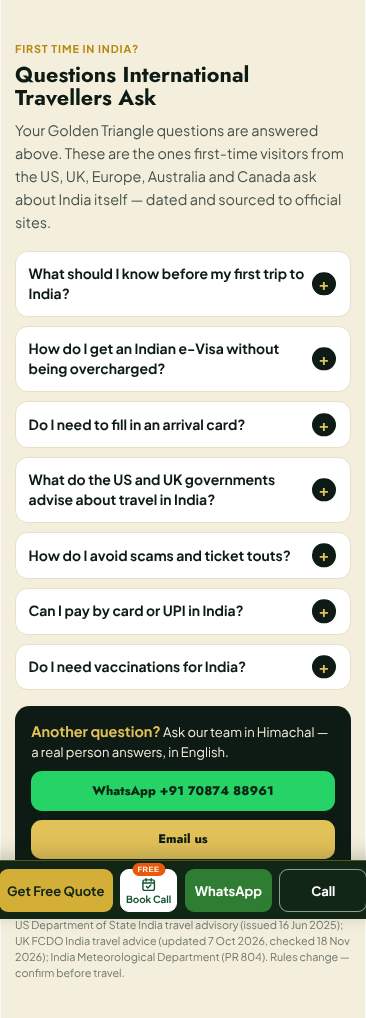 FIRST TIME IN INDIA?
Questions International
Travellers Ask
Your Golden Triangle questions are answered
above. These are the ones first-time visitors from
the US, UK, Europe, Australia and Canada ask
about India itself — dated and sourced to official
sites.
What should I know before my first trip to
India?
+
How do I get an Indian e-Visa without
being overcharged?
+
Do I need to fill in an arrival card?
+
What do the US and UK governments
advise about travel in India?
+
How do I avoid scams and ticket touts?
+
Can I pay by card or UPI in India?
+
Do I need vaccinations for India?
+
Another question? Ask our team in Himachal —
a real person answers, in English.
WhatsApp +91 70874 88961
Email us
Get Free Quote
FREE
Book Call
WhatsApp
Call
US Department of State India travel advisory (issued 16 Jun 2025);
UK FCDO India travel advice (updated 7 Oct 2026, checked 18 Nov
2026); India Meteorological Department (PR 804). Rules change —
confirm before travel.